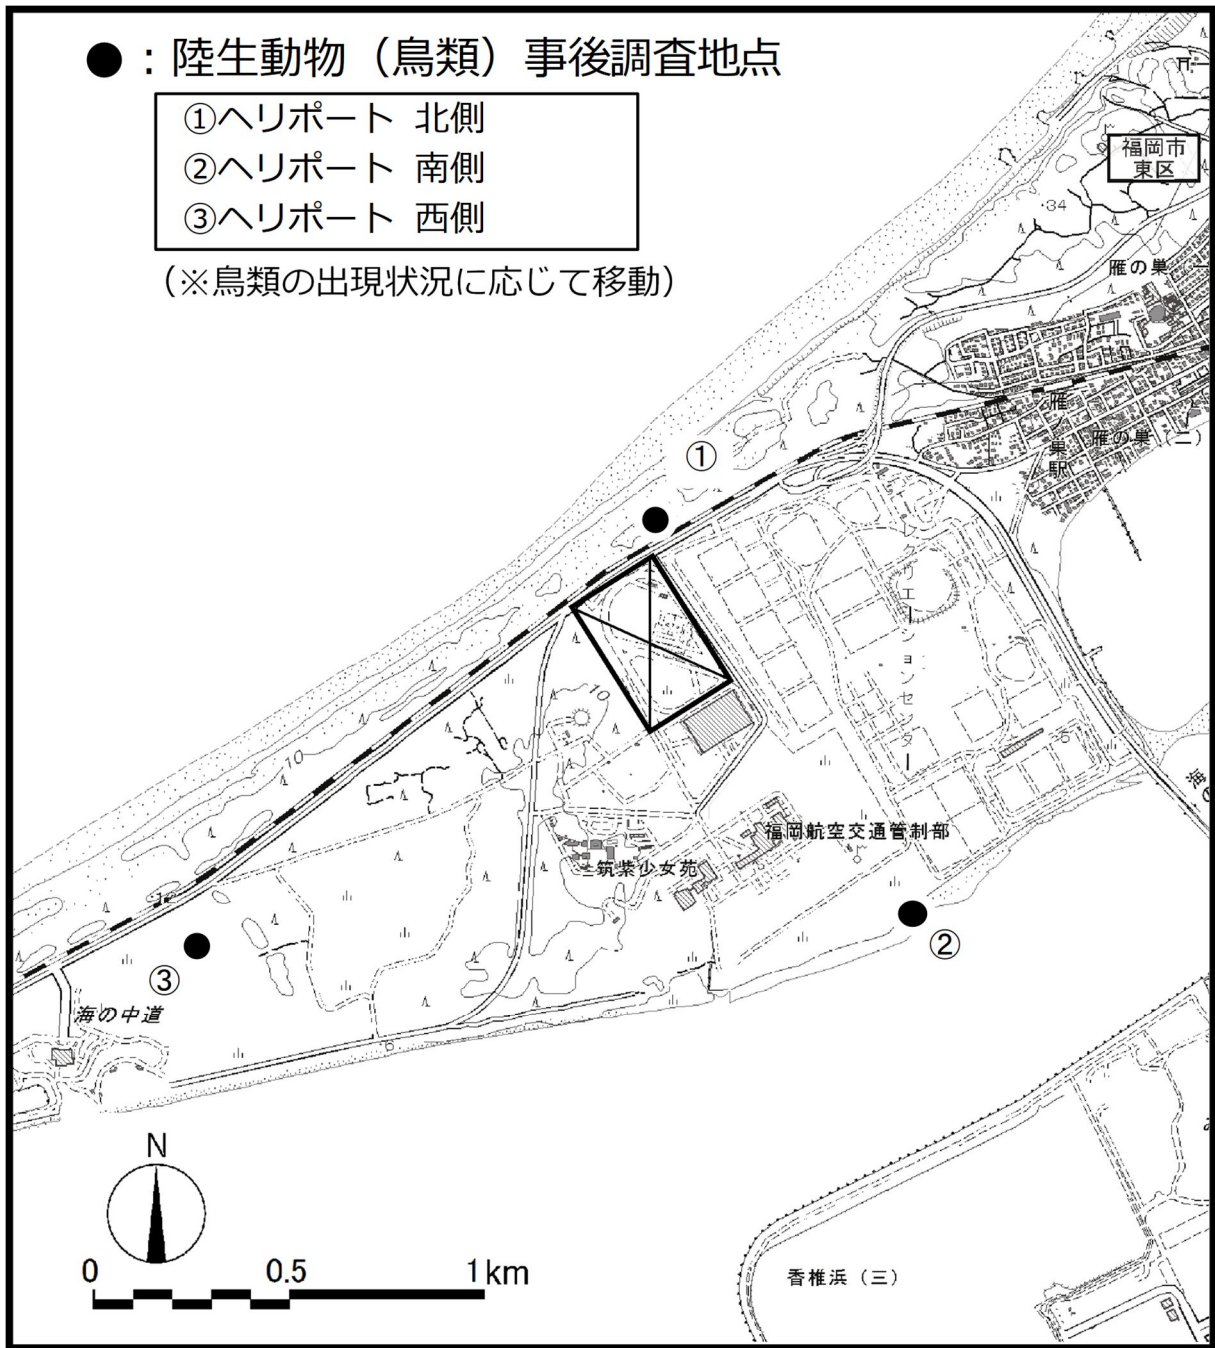 ●：陸生動物（鳥類）事後調査地点
①ヘリポート 北側
②ヘリポート 南側
③ヘリポート 西側
（※鳥類の出現状況に応じて移動）
福岡市
東区
34
雁の巣
雁ノ巣駅
雁の巣（二）
①
レクリエーションセンター
10
10
6
福岡航空交通管制部
筑紫少女苑
②
③
海の中道
6
海の
N
0 0.5 1km
香椎浜（三）